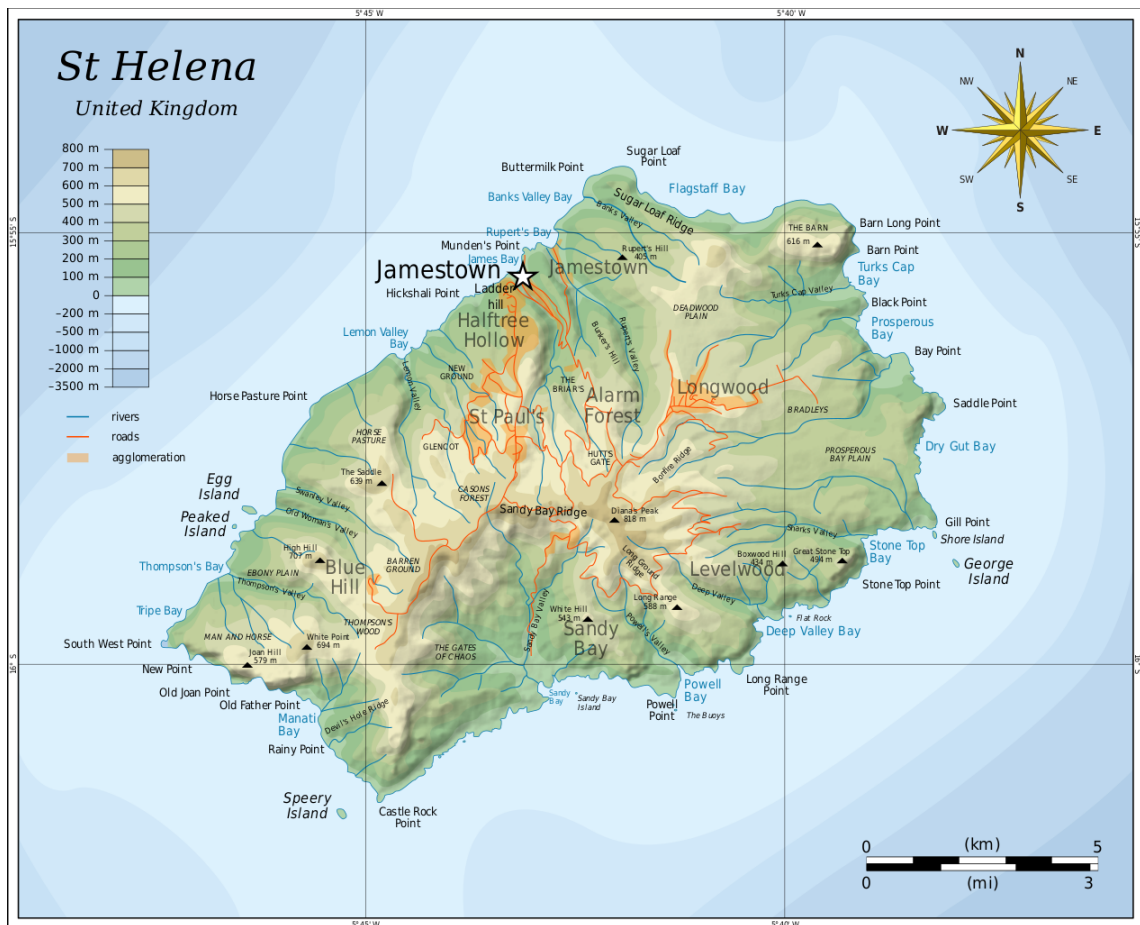 5°45' W
5°40' W
St Helena
United Kingdom
N
NW
NE
W
E
SW
SE
S
800 m
700 m
600 m
500 m
400 m
300 m
200 m
100 m
0
-200 m
-500 m
-1000 m
-2000 m
-3500 m
rivers
roads
agglomeration
15°55' S
15°55' S
Sugar Loaf
Point
Buttermilk Point
Flagstaff Bay
Banks Valley Bay
Sugar Loaf Ridge
Banks Valley
Rupert's Bay
THE BARN
616 m
Barn Long Point
Munden's Point
James Bay
Rupert's Hill
405 m
Barn Point
Jamestown
Jamestown
Turks Cap
Bay
Ladder
hill
Hickshali Point
Turks Cap Valley
Black Point
Halftree
Hollow
DEADWOOD
PLAIN
Prosperous
Bay
Lemon Valley
Bay
Bunker's Hill
Rupert's Valley
Bay Point
Lemon Valley
NEW
GROUND
THE
BRIAR'S
Alarm
Forest
Longwood
Horse Pasture Point
St Paul's
BRADLEYS
Saddle Point
HORSE
PASTURE
GLENCOT
HUTT'S
GATE
Bonfire Ridge
PROSPEROUS
BAY PLAIN
Dry Gut Bay
The Saddle
639 m
CASONS
FOREST
Egg
Island
Swanley Valley
Sandy Bay Ridge
Dianas Peak
818 m
Peaked
Island
Old Woman's Valley
Sharks Valley
Gill Point
Shore Island
High Hill
707 m
Long Ground
Ridge
Boxwood Hill
434 m
Great Stone Top
494 m
Stone Top
Bay
George
Island
Thompson's Bay
EBONY PLAIN
Blue
Hill
BARREN
GROUND
Levelwood
Stone Top Point
Thompson's Valley
Deep Valley
Long Range
588 m
Tripe Bay
Sandy Bay Valley
White Hill
543 m
Powell's Valley
Flat Rock
THOMPSON'S
WOOD
Sandy
Bay
Deep Valley Bay
South West Point
MAN AND HORSE
White Point
694 m
THE GATES
OF CHAOS
Joan Hill
579 m
16° S
16° S
New Point
Long Range
Point
Old Joan Point
Sandy
Bay
Sandy Bay
Island
Powell
Bay
Old Father Point
Powell
Point
The Buoys
Manati
Bay
Devil's Hole Ridge
Rainy Point
Speery
Island
Castle Rock
Point
0
(km)
5
0
(mi)
3
5°45' W
5°40' W